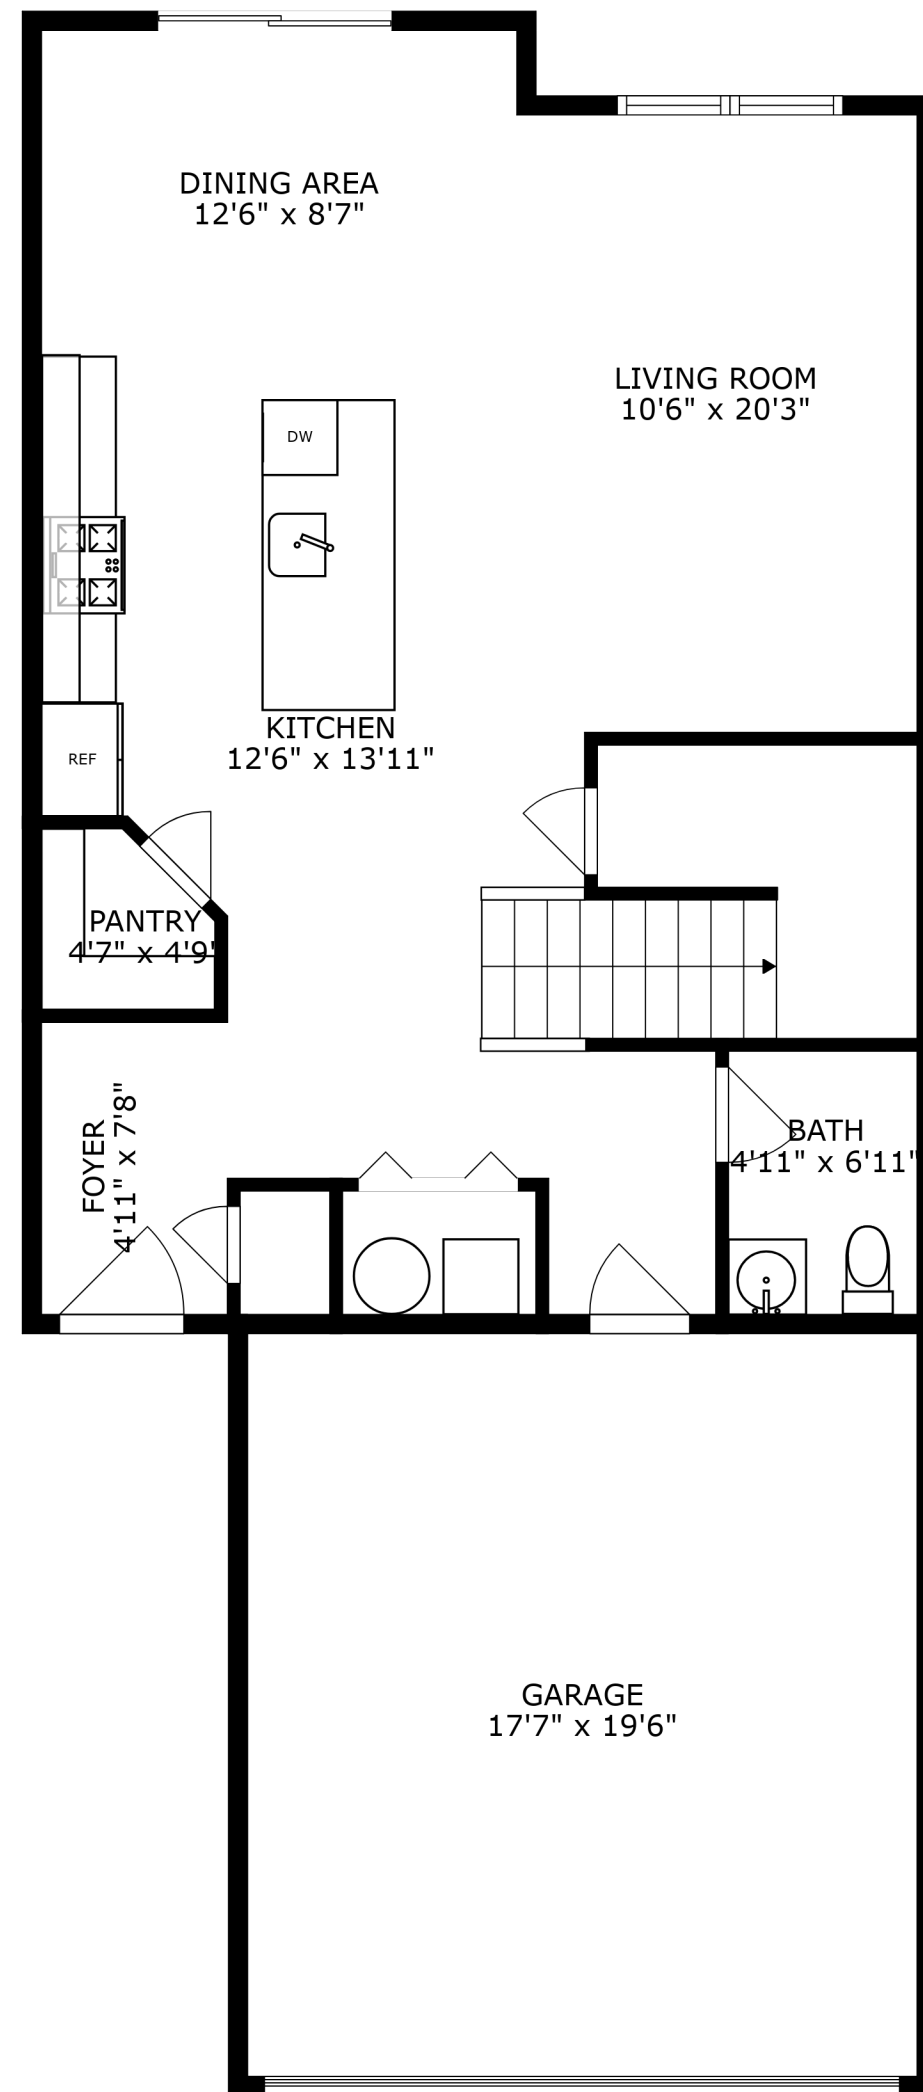 DINING AREA
12'6" x 8'7"
LIVING ROOM
10'6" x 20'3"
DW
KITCHEN
12'6" x 13'11"
REF
PANTRY
4'7" x 4'9"
FOYER
4'11" x 7'8"
BATH
4'11" x 6'11"
GARAGE
17'7" x 19'6"